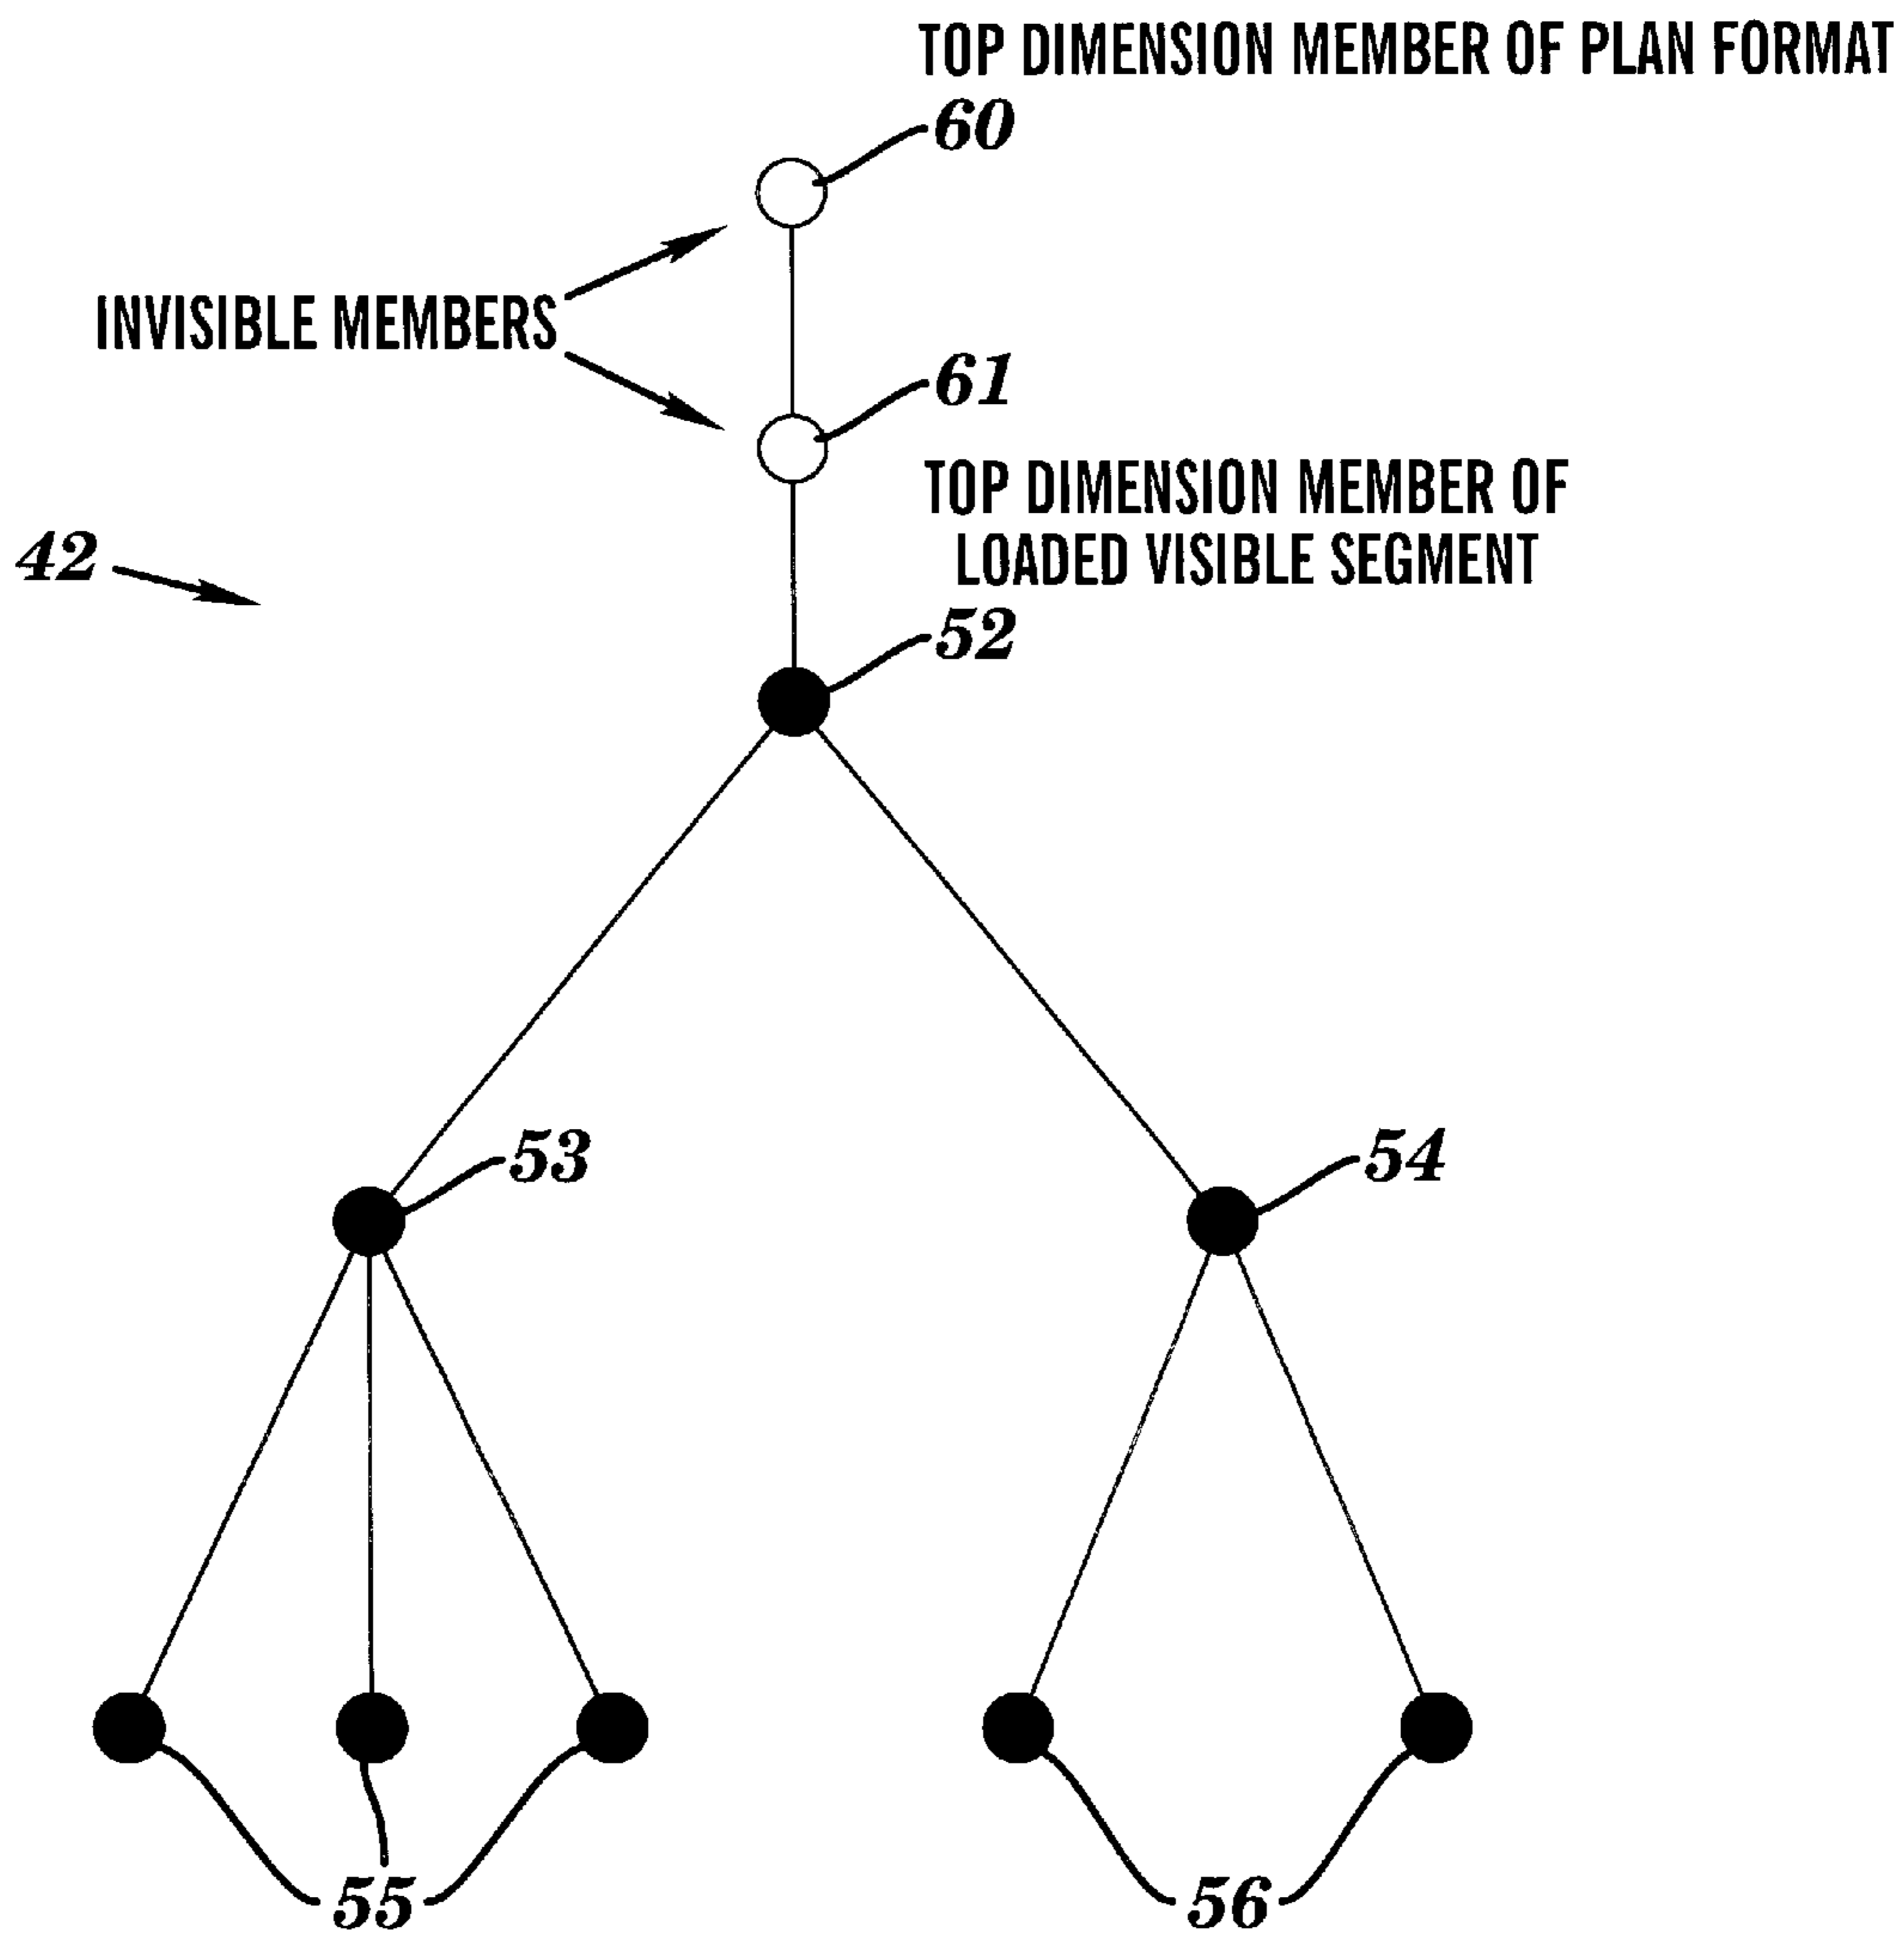 TOP DIMENSION MEMBER OF PLAN FORMAT
60
INVISIBLE MEMBERS
61
TOP DIMENSION MEMBER OF
LOADED VISIBLE SEGMENT
42
52
53
54
55
56